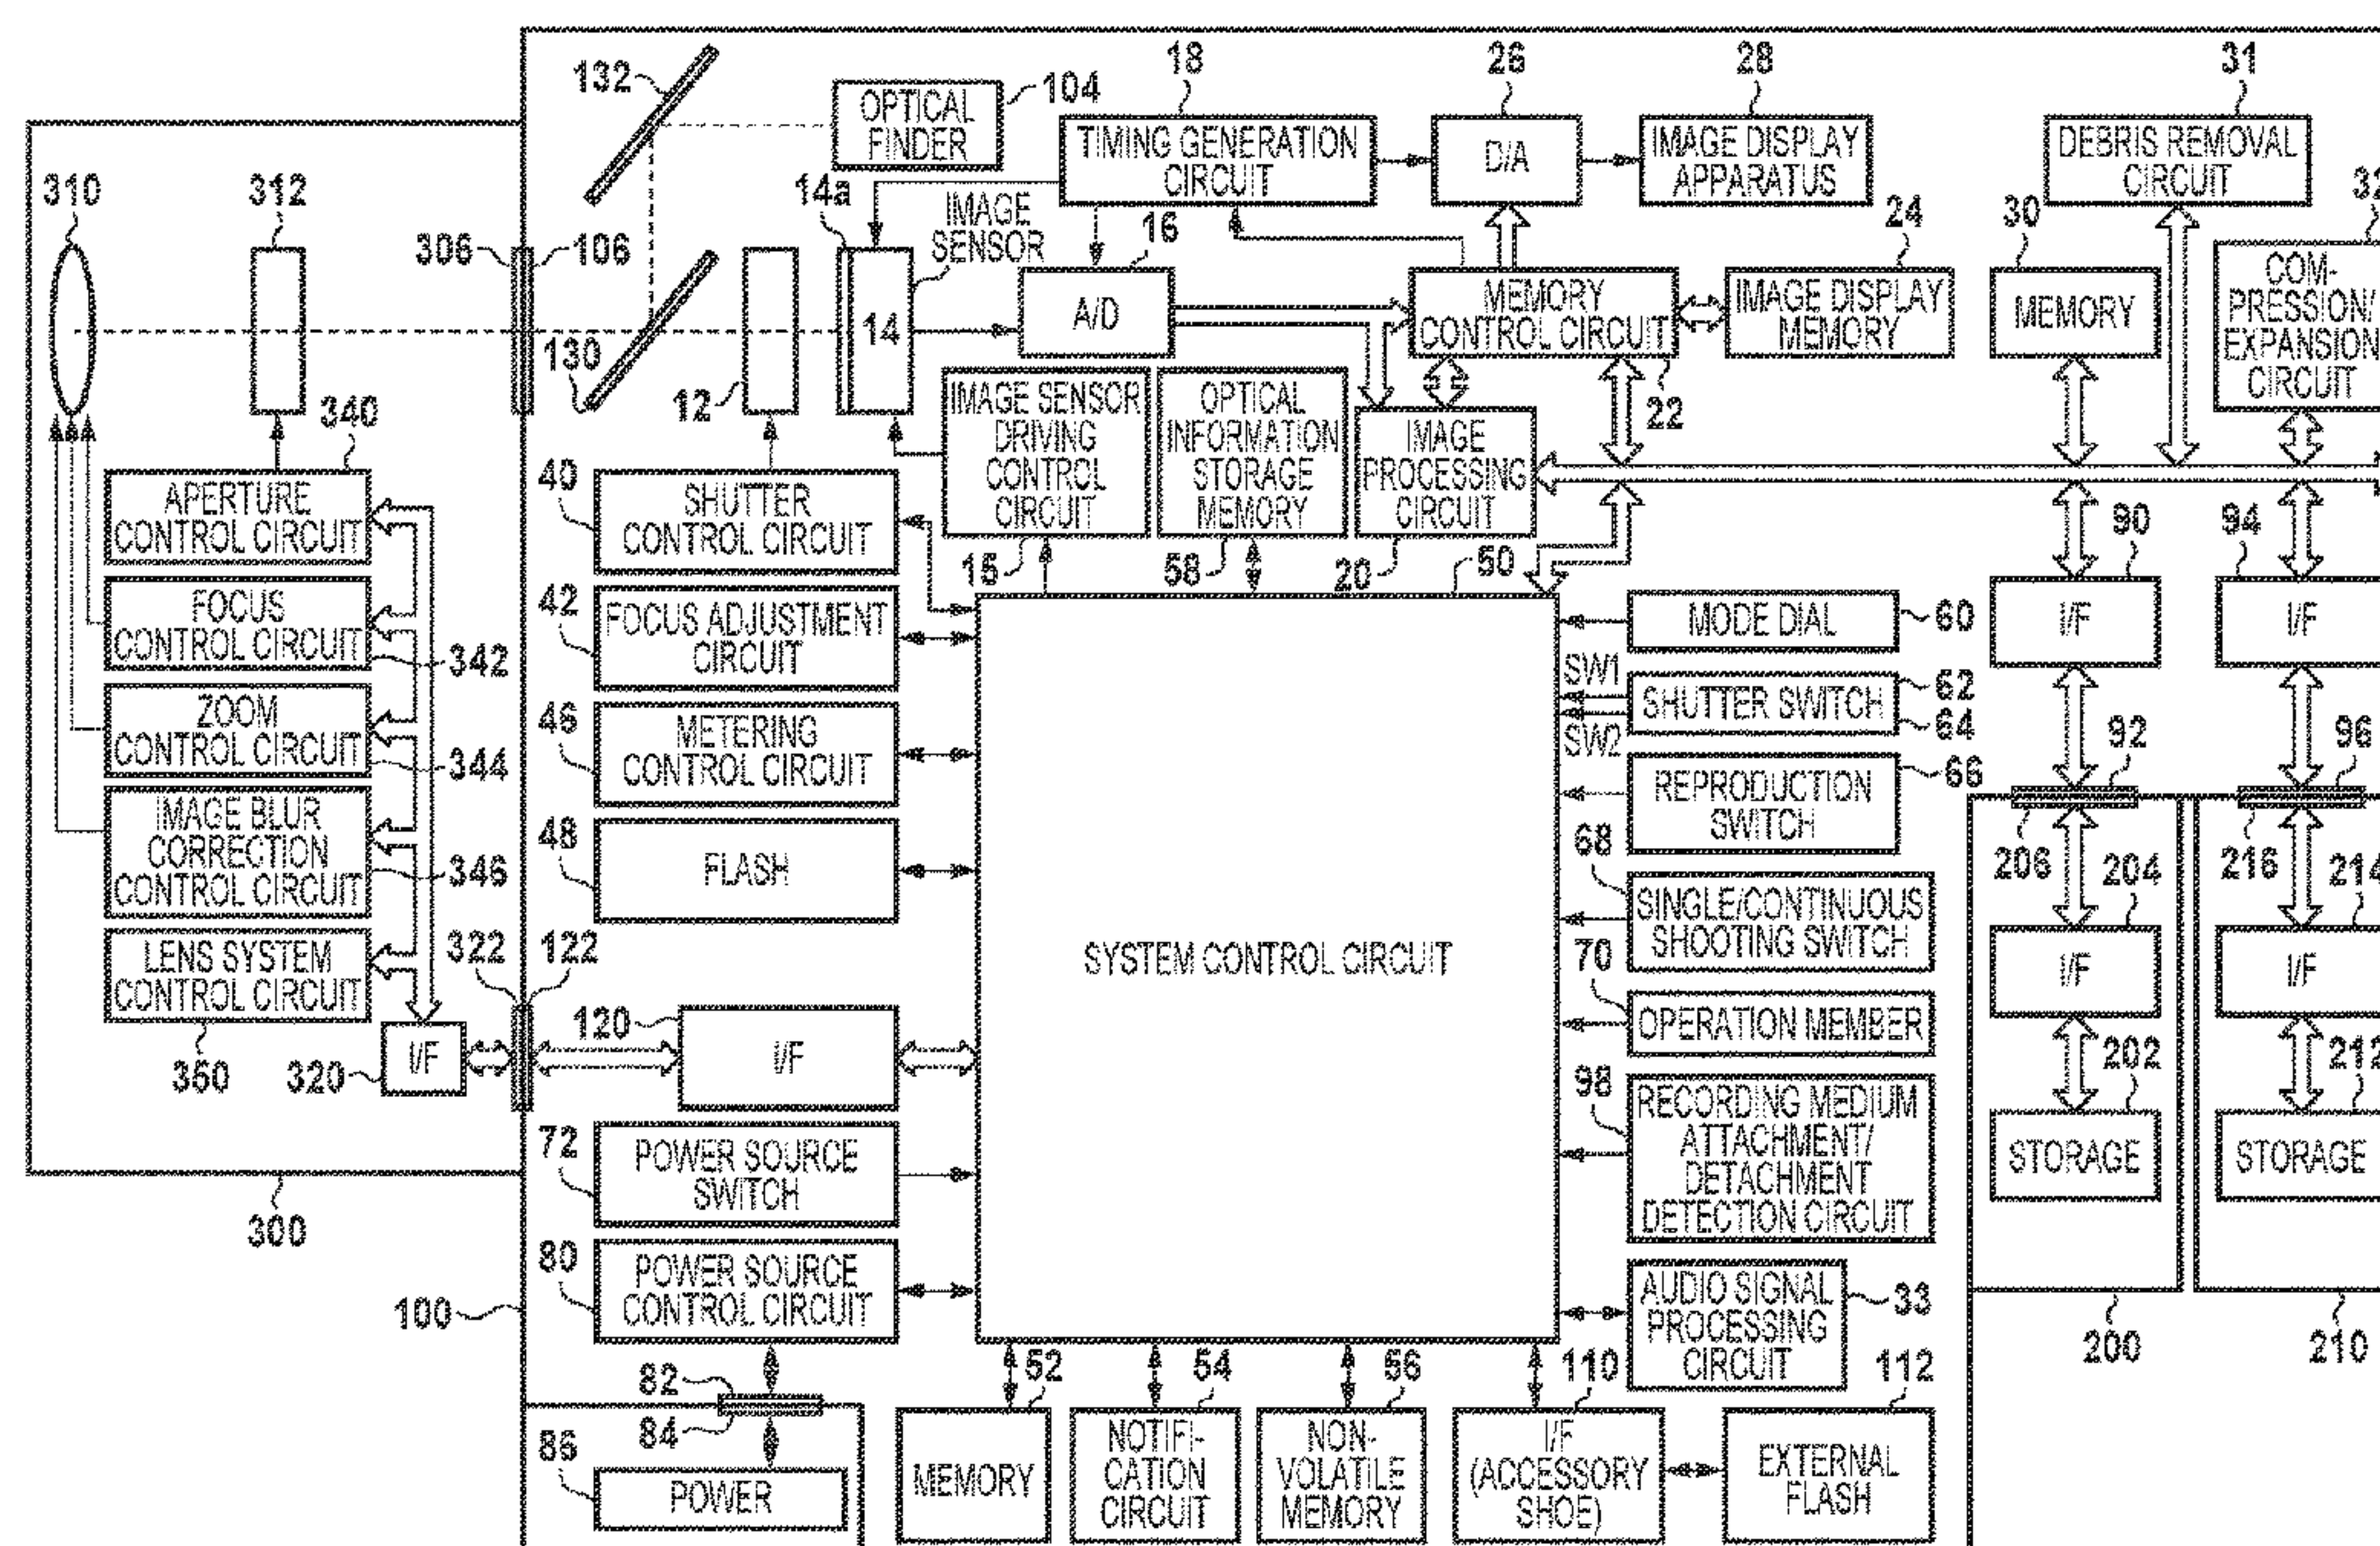 132
OPTICAL
FINDER
104
18
TIMING GENERATION
CIRCUIT
26
D/A
28
IMAGE DISPLAY
APPARATUS
31
DEBRIS REMOVAL
CIRCUIT
310
312
306
106
14a
IMAGE
SENSOR
14
16
A/D
MEMORY
CONTROL CIRCUIT
22
24
IMAGE DISPLAY
MEMORY
30
MEMORY
COM-
PRESSION/
EXPANSION
CIRCUIT
130
12
340
APERTURE
CONTROL CIRCUIT
FOCUS
CONTROL CIRCUIT
342
ZOOM
CONTROL CIRCUIT
344
IMAGE BLUR
CORRECTION
CONTROL CIRCUIT
346
LENS SYSTEM
CONTROL CIRCUIT
350
320
I/F
322
122
300
100
40
SHUTTER
CONTROL CIRCUIT
42
FOCUS ADJUSTMENT
CIRCUIT
46
METERING
CONTROL CIRCUIT
48
FLASH
120
I/F
72
POWER SOURCE
SWITCH
80
POWER SOURCE
CONTROL CIRCUIT
82
84
86
POWER
IMAGE SENSOR
DRIVING
CONTROL
CIRCUIT
15
OPTICAL
INFORMATION
STORAGE
MEMORY
58
IMAGE
PROCESSING
CIRCUIT
20
50
SYSTEM CONTROL CIRCUIT
MODE DIAL
60
SW1
SHUTTER SWITCH
62
64
SW2
REPRODUCTION
SWITCH
66
68
SINGLE/CONTINUOUS
SHOOTING SWITCH
70
OPERATION MEMBER
98
RECORDING MEDIUM
ATTACHMENT/
DETACHMENT
DETECTION CIRCUIT
AUDIO SIGNAL
PROCESSING
CIRCUIT
33
52
MEMORY
54
NOTIFI-
CATION
CIRCUIT
56
NON-
VOLATILE
MEMORY
110
I/F
(ACCESSORY
SHOE)
112
EXTERNAL
FLASH
90
I/F
92
206
204
I/F
202
STORAGE
200
94
I/F
96
216
214
I/F
212
STORAGE
210